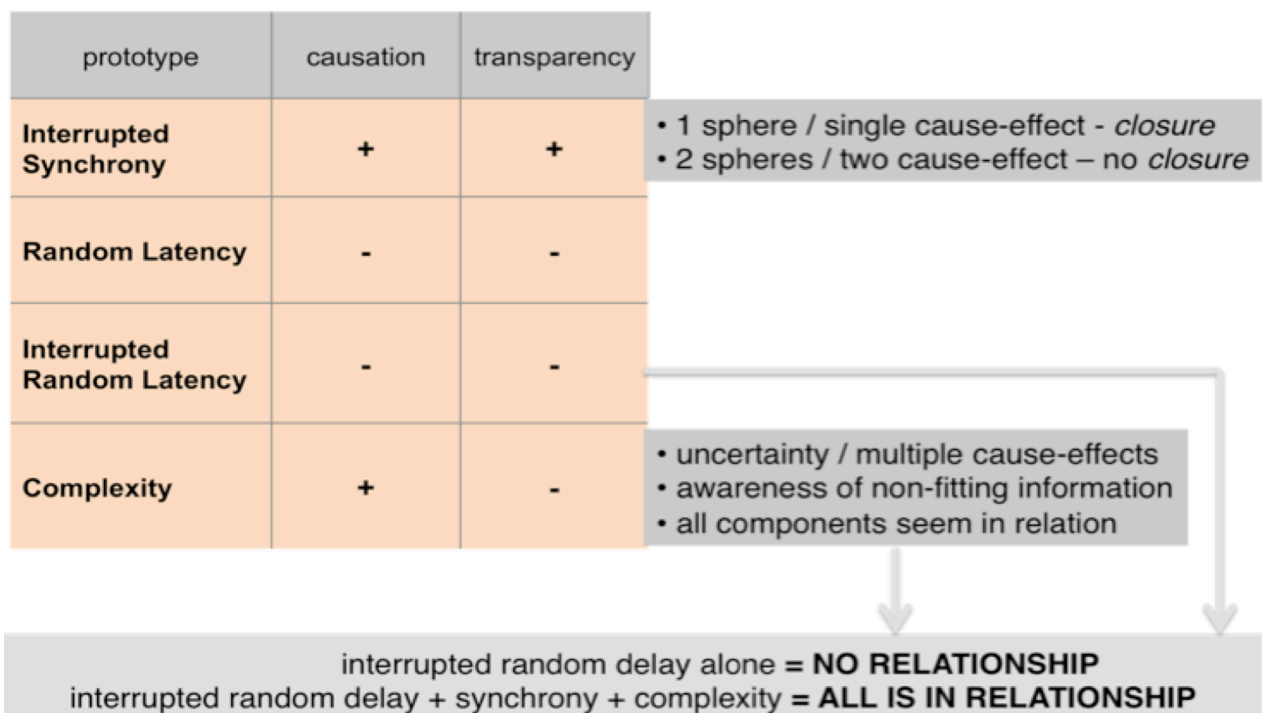 prototype causation transparency
Interrupted
Synchrony + +
• 1 sphere / single cause-effect - closure
• 2 spheres / two cause-effect – no closure
Random Latency - -
Interrupted
Random Latency - -
Complexity + -
• uncertainty / multiple cause-effects
• awareness of non-fitting information
• all components seem in relation
interrupted random delay alone = NO RELATIONSHIP
interrupted random delay + synchrony + complexity = ALL IS IN RELATIONSHIP